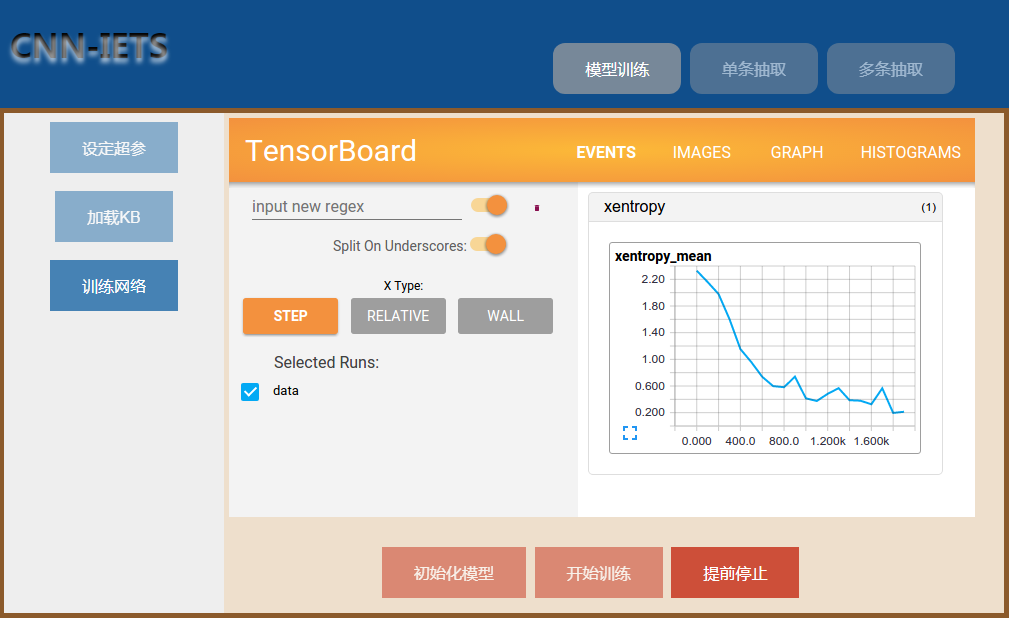 CNN-IETS
模型训练 单条抽取 多条抽取
设定超参
加载KB
训练网络
TensorBoard EVENTS IMAGES GRAPH HISTOGRAMS
input new regex
Split On Underscores:
X Type:
STEP RELATIVE WALL
Selected Runs:
data
xentropy (1)
xentropy_mean
2.20
1.80
1.40
1.00
0.600
0.200
0.000 400.0 800.0 1.200k 1.600k
初始化模型 开始训练 提前停止